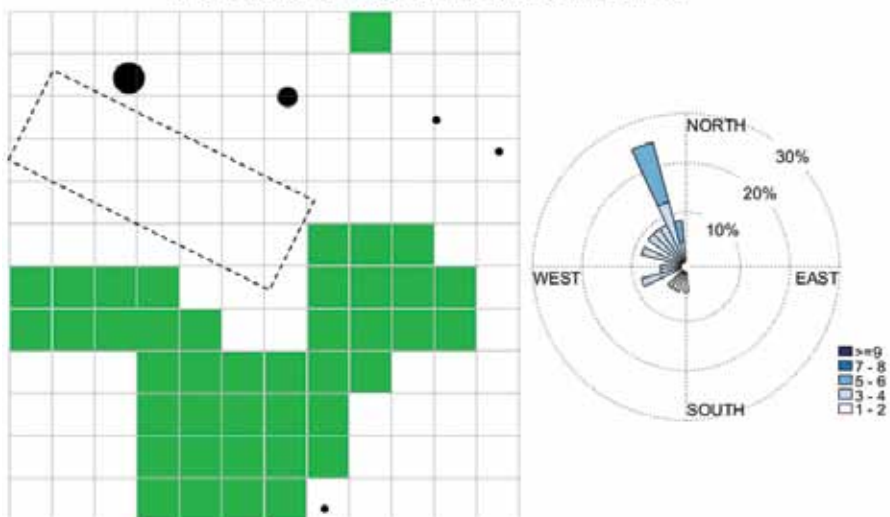 NORTH
30%
20%
10%
WEST
EAST
SOUTH
>=9
7 - 8
5 - 6
3 - 4
1 - 2